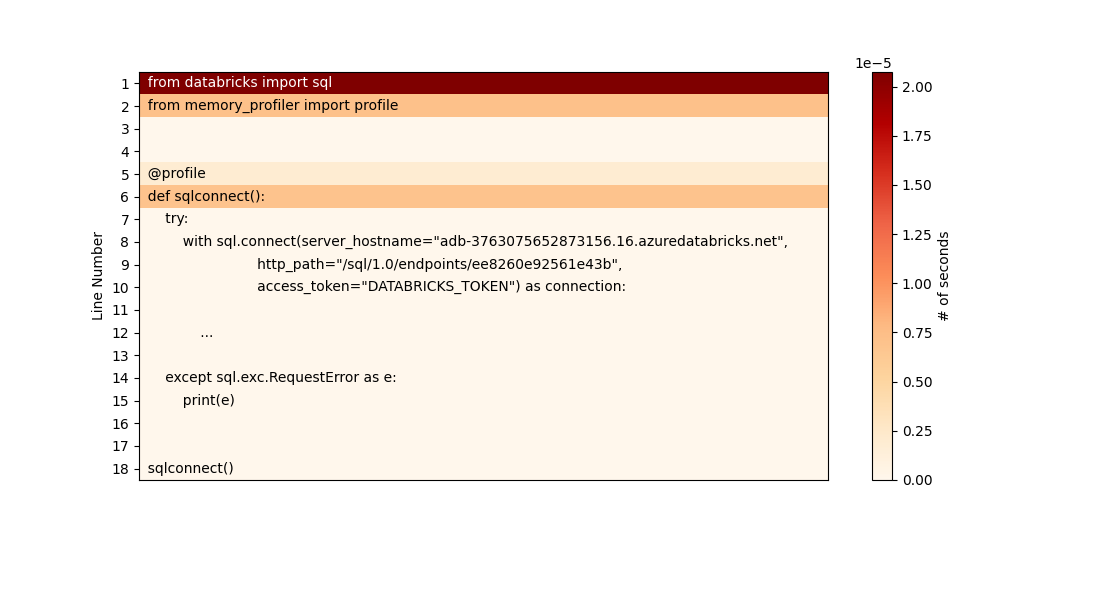 1e−5
1 from databricks import sql
2 from memory_profiler import profile
3
4
5 @profile
6 def sqlconnect():
7     try:
8         with sql.connect(server_hostname="adb-3763075652873156.16.azuredatabricks.net",
9                          http_path="/sql/1.0/endpoints/ee8260e92561e43b",
10                          access_token="DATABRICKS_TOKEN") as connection:
11
12             ...
13
14     except sql.exc.RequestError as e:
15         print(e)
16
17
18 sqlconnect()
Line Number
2.00
1.75
1.50
1.25
1.00
0.75
0.50
0.25
0.00
# of seconds